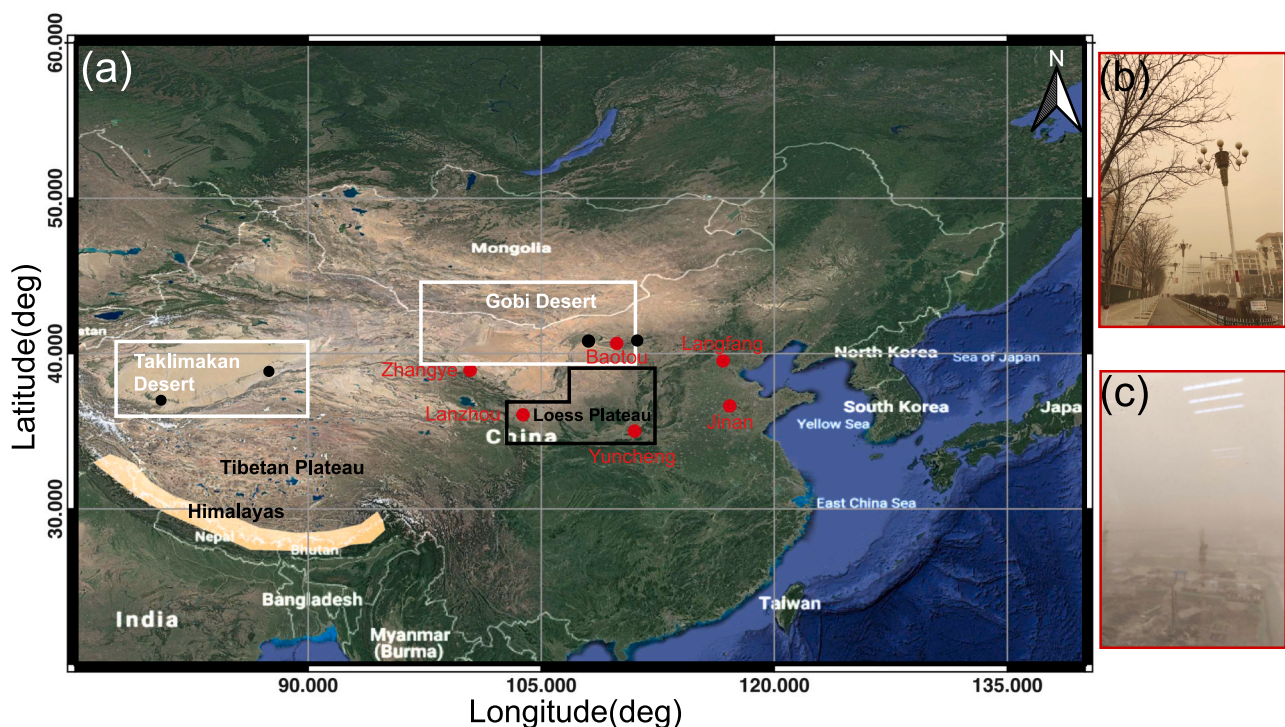 (a)
N
(b)
(c)
60.000
50.000
40.000
30.000
Latitude(deg)
Mongolia
Gobi Desert
Taklimakan
Desert
Zhangye
Baotou
Langfang
North Korea
Sea of Japan
Lanzhou
Loess Plateau
China
Jinan
South Korea
Yellow Sea
Yuncheng
Tibetan Plateau
Himalayas
East China Sea
Nepal
Bhutan
Bangladesh
India
Myanmar
(Burma)
Taiwan
90.000
105.000
120.000
135.000
Longitude(deg)
stan
Japa